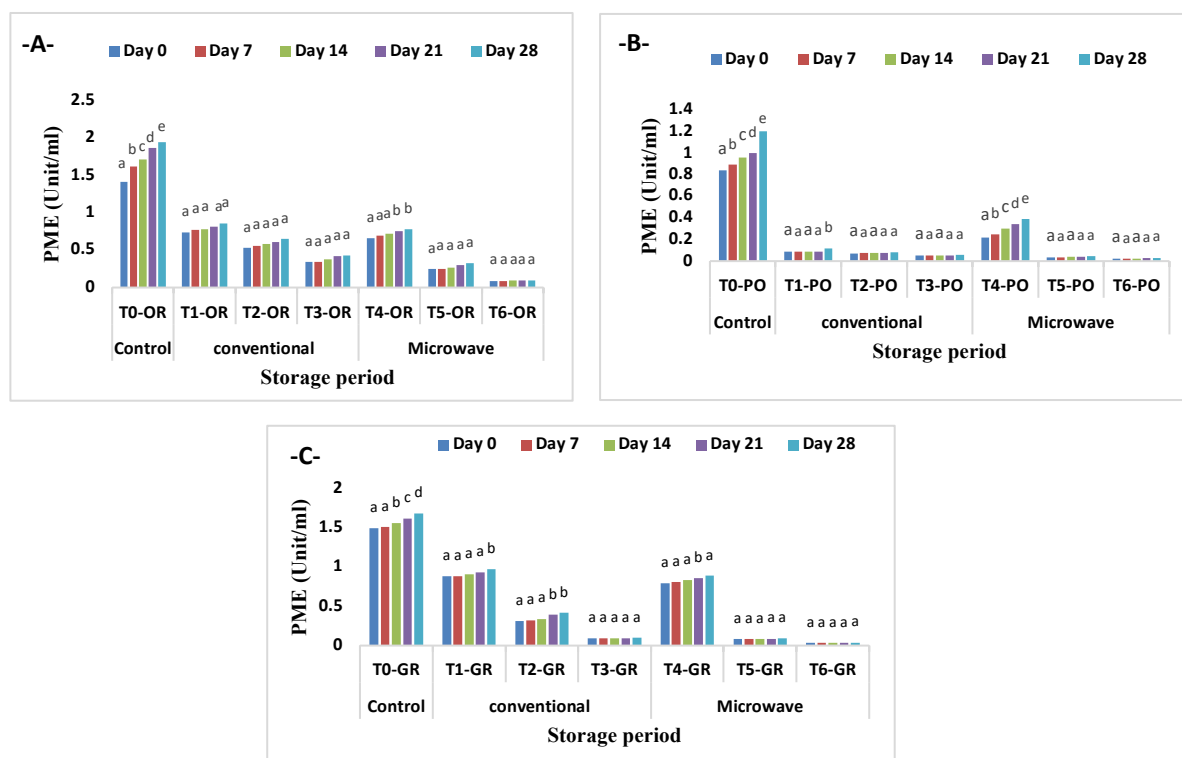 -A-
Day 0 Day 7 Day 14 Day 21 Day 28
PME (Unit/ml)
2.5
2
1.5
1
0.5
0
a b c d e
a a a a a
a a a a a
a a a a a
a a a b b
a a a a a
a a a a a
T0-OR T1-OR T2-OR T3-OR T4-OR T5-OR T6-OR
Control conventional Microwave
Storage period
-B-
Day 0 Day 7 Day 14 Day 21 Day 28
PME (Unit/ml)
1.4
1.2
1
0.8
0.6
0.4
0.2
0
a b c d e
a a a a b
a a a a a
a a a a a
a b c d e
a a a a a
a a a a a
T0-PO T1-PO T2-PO T3-PO T4-PO T5-PO T6-PO
Control conventional Microwave
Storage period
-C-
Day 0 Day 7 Day 14 Day 21 Day 28
PME (Unit/ml)
2
1.5
1
0.5
0
a a b c d
a a a a b
a a a b b
a a a a a
a a a b a
a a a a a
a a a a a
T0-GR T1-GR T2-GR T3-GR T4-GR T5-GR T6-GR
Control conventional Microwave
Storage period